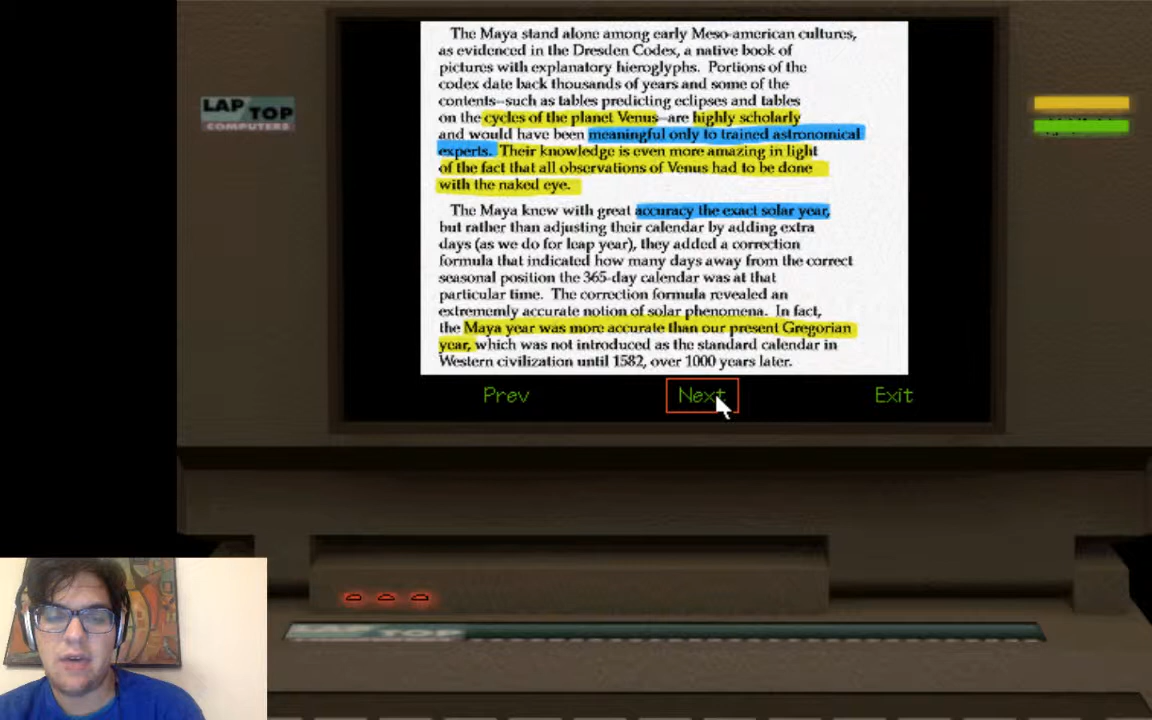 LAP TOP
COMPUTERS
The Maya stand alone among early Meso-american cultures,
as evidenced in the Dresden Codex, a native book of
pictures with explanatory hieroglyphs. Portions of the
codex date back thousands of years and some of the
contents--such as tables predicting eclipses and tables
on the cycles of the planet Venus--are highly scholarly
and would have been meaningful only to trained astronomical
experts. Their knowledge is even more amazing in light
of the fact that all observations of Venus had to be done
with the naked eye.
The Maya knew with great accuracy the exact solar year,
but rather than adjusting their calendar by adding extra
days (as we do for leap year), they added a correction
formula that indicated how many days away from the correct
seasonal position the 365-day calendar was at that
particular time. The correction formula revealed an
extrememly accurate notion of solar phenomena. In fact,
the Maya year was more accurate than our present Gregorian
year, which was not introduced as the standard calendar in
Western civilization until 1582, over 1000 years later.
Prev Next Exit
LAP TOP